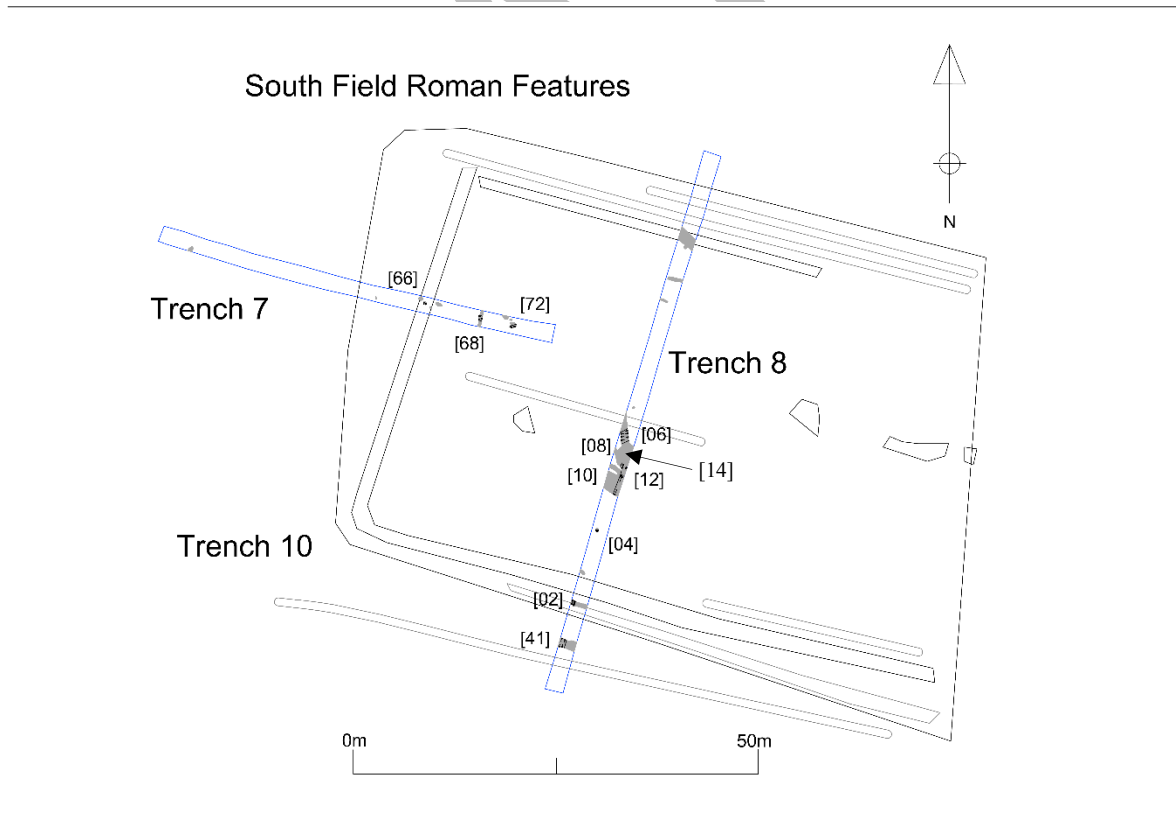 South Field Roman Features
N
[66]
[72]
Trench 7
[68]
Trench 8
[06]
[08]
[14]
[10]
[12]
[04]
Trench 10
[02]
[41]
0m
50m